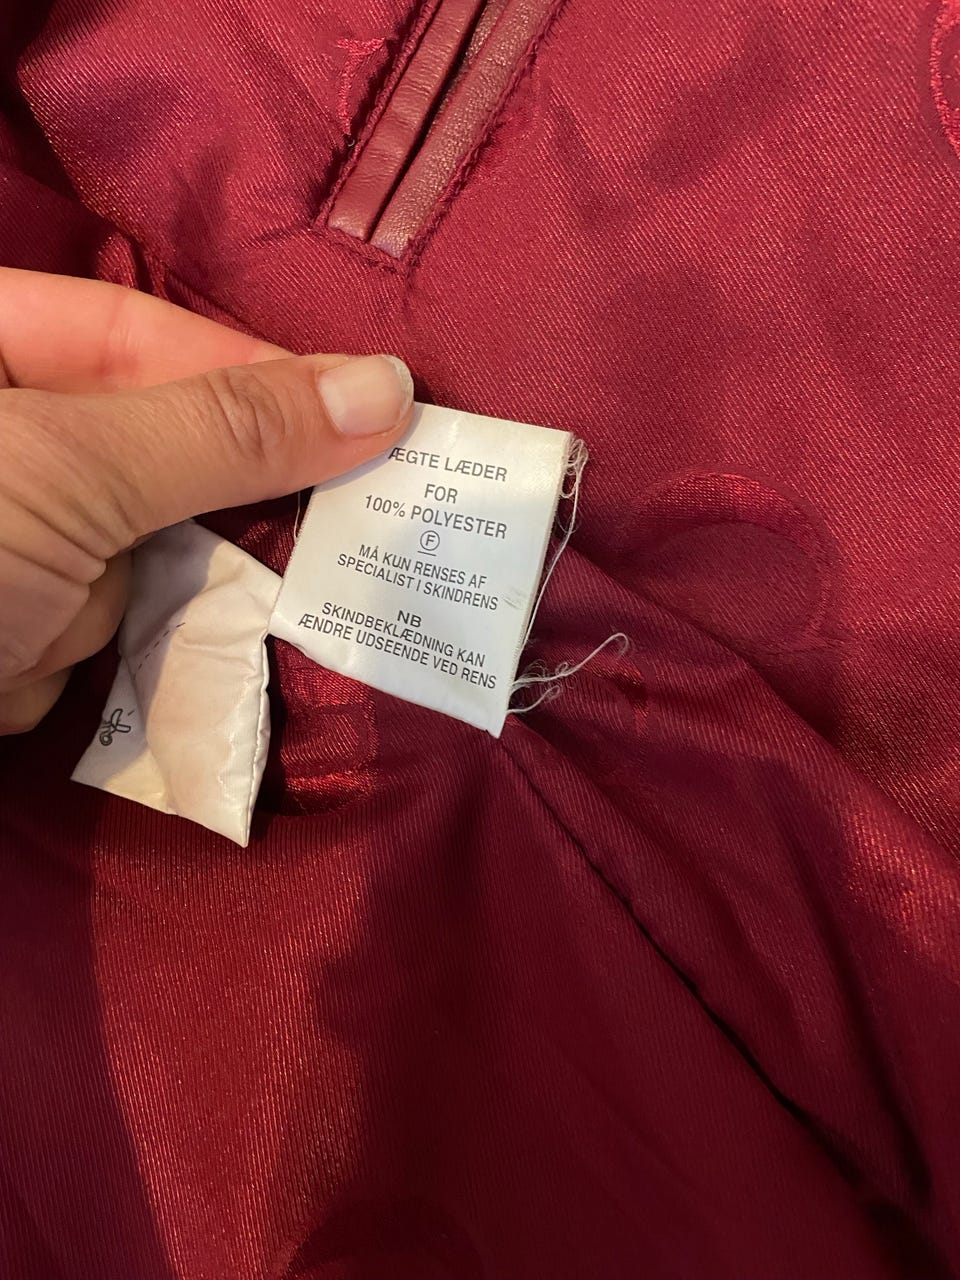 ÆGTE LÆDER
FOR
100% POLYESTER
F
MÅ KUN RENSES AF
SPECIALIST I SKINDRENS
NB
SKINDBEKLÆDNING KAN
ÆNDRE UDSEENDE VED RENS